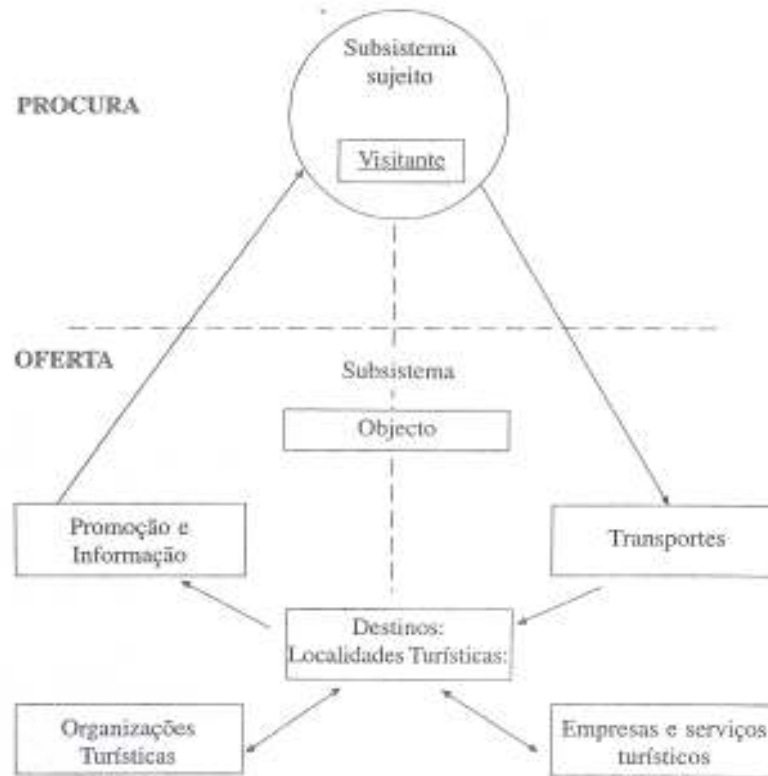 Subsistema
sujeito
PROCURA
Visitante
OFERTA
Subsistema
Objecto
Promoção e
Informação
Transportes
Destinos:
Localidades Turísticas:
Organizações
Turísticas
Empresas e serviços
turísticos